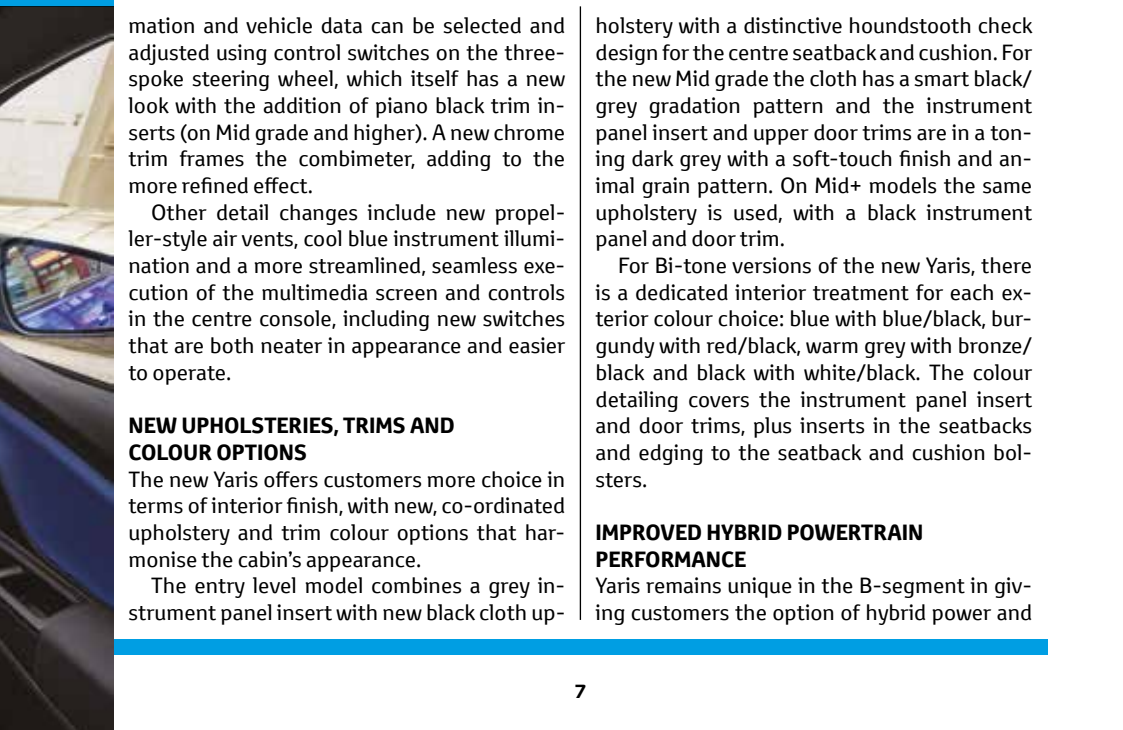 mation and vehicle data can be selected and
adjusted using control switches on the three-
spoke steering wheel, which itself has a new
look with the addition of piano black trim in-
serts (on Mid grade and higher). A new chrome
trim frames the combimeter, adding to the
more refined effect.
Other detail changes include new propel-
ler-style air vents, cool blue instrument illumi-
nation and a more streamlined, seamless exe-
cution of the multimedia screen and controls
in the centre console, including new switches
that are both neater in appearance and easier
to operate.
NEW UPHOLSTERIES, TRIMS AND
COLOUR OPTIONS
The new Yaris offers customers more choice in
terms of interior finish, with new, co-ordinated
upholstery and trim colour options that har-
monise the cabin's appearance.
The entry level model combines a grey in-
strument panel insert with new black cloth up-
holstery with a distinctive houndstooth check
design for the centre seatback and cushion. For
the new Mid grade the cloth has a smart black/
grey gradation pattern and the instrument
panel insert and upper door trims are in a ton-
ing dark grey with a soft-touch finish and an-
imal grain pattern. On Mid+ models the same
upholstery is used, with a black instrument
panel and door trim.
For Bi-tone versions of the new Yaris, there
is a dedicated interior treatment for each ex-
terior colour choice: blue with blue/black, bur-
gundy with red/black, warm grey with bronze/
black and black with white/black. The colour
detailing covers the instrument panel insert
and door trims, plus inserts in the seatbacks
and edging to the seatback and cushion bol-
sters.
IMPROVED HYBRID POWERTRAIN
PERFORMANCE
Yaris remains unique in the B-segment in giv-
ing customers the option of hybrid power and
7